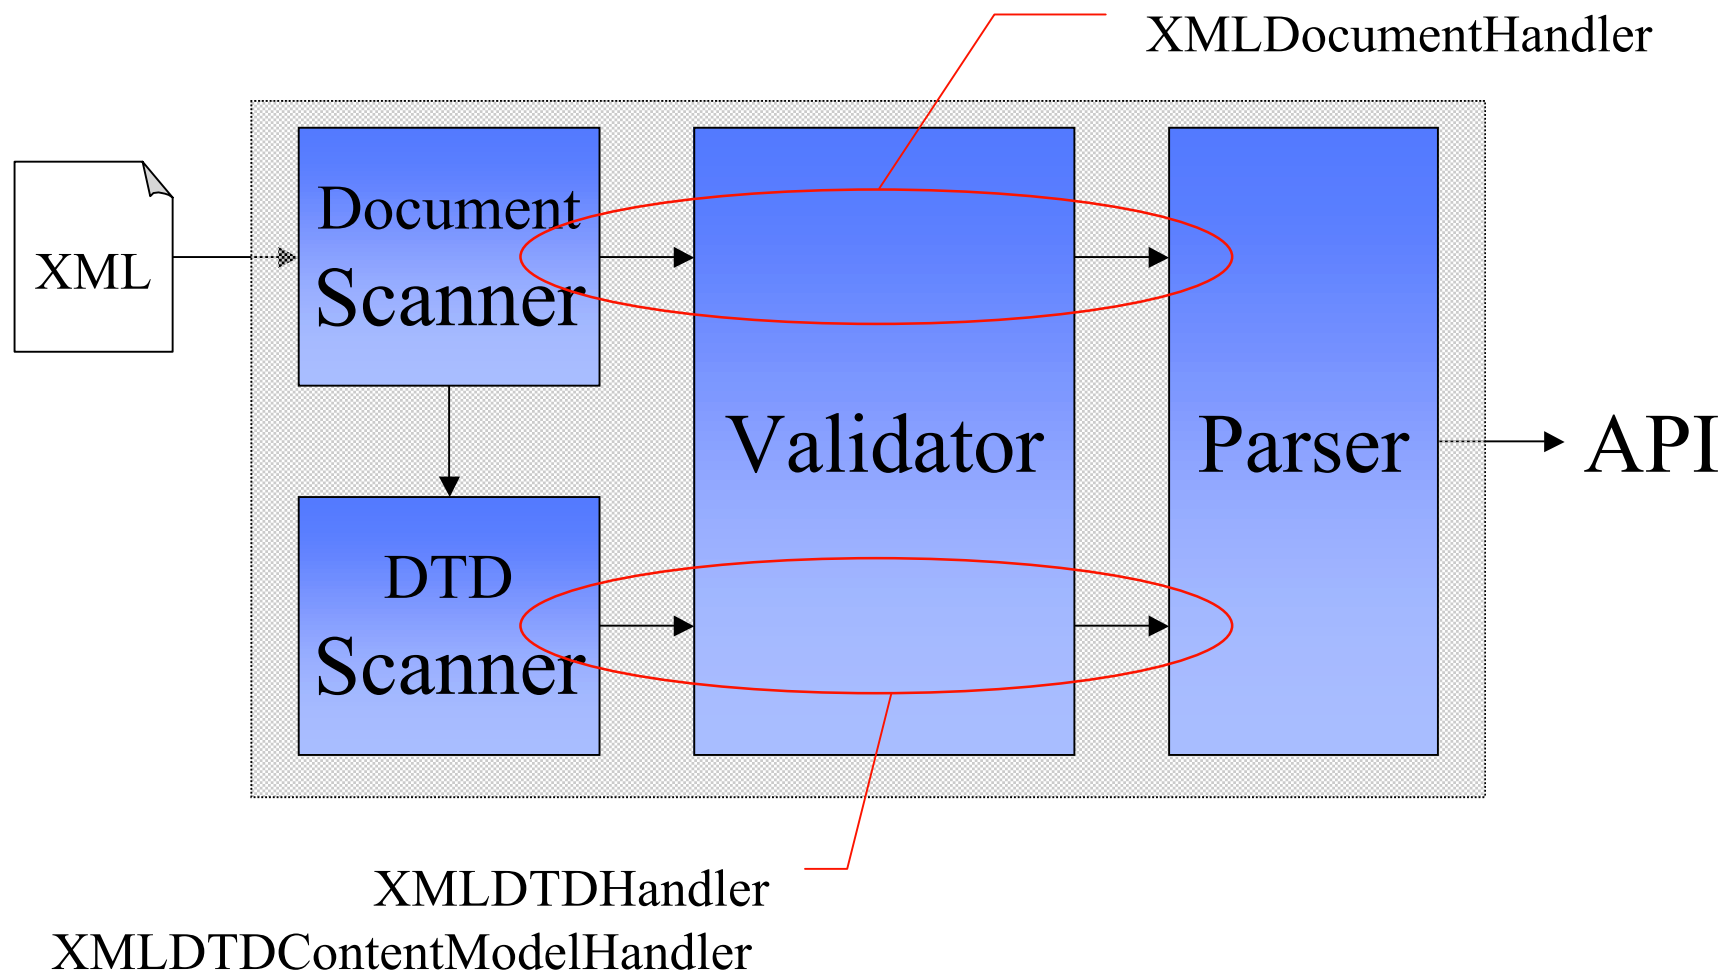 XMLDocumentHandler
XML
Document
Scanner
Validator
Parser
API
DTD
Scanner
XMLDTDHandler
XMLDTDContentModelHandler